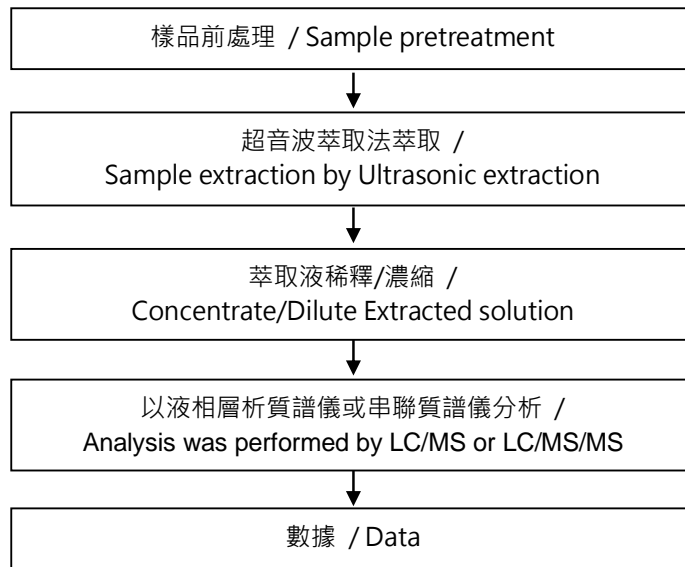 樣品前處理 / Sample pretreatment
超音波萃取法萃取 /
Sample extraction by Ultrasonic extraction
萃取液稀釋/濃縮 /
Concentrate/Dilute Extracted solution
以液相層析質譜儀或串聯質譜儀分析 /
Analysis was performed by LC/MS or LC/MS/MS
數據 / Data